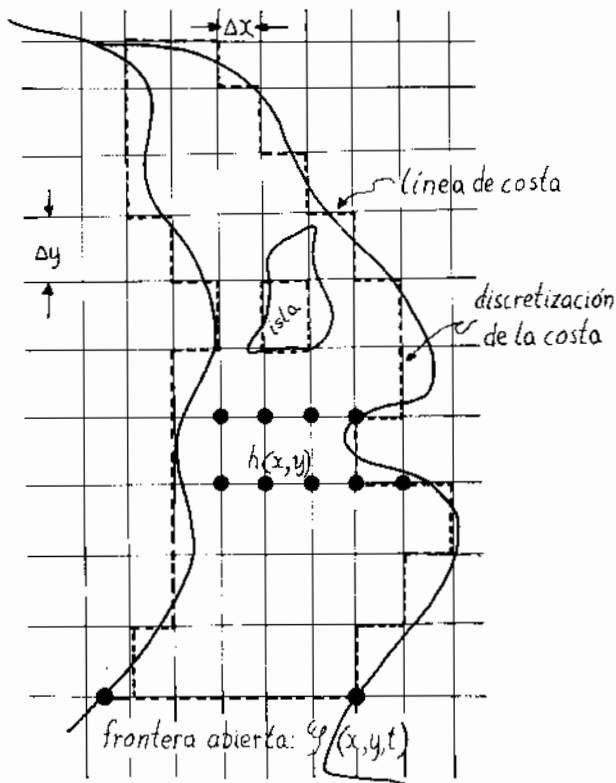 Δx
línea de costa
Δy
isla
discretización
de la costa
h(x,y)
frontera abierta: φ (x,y,t)